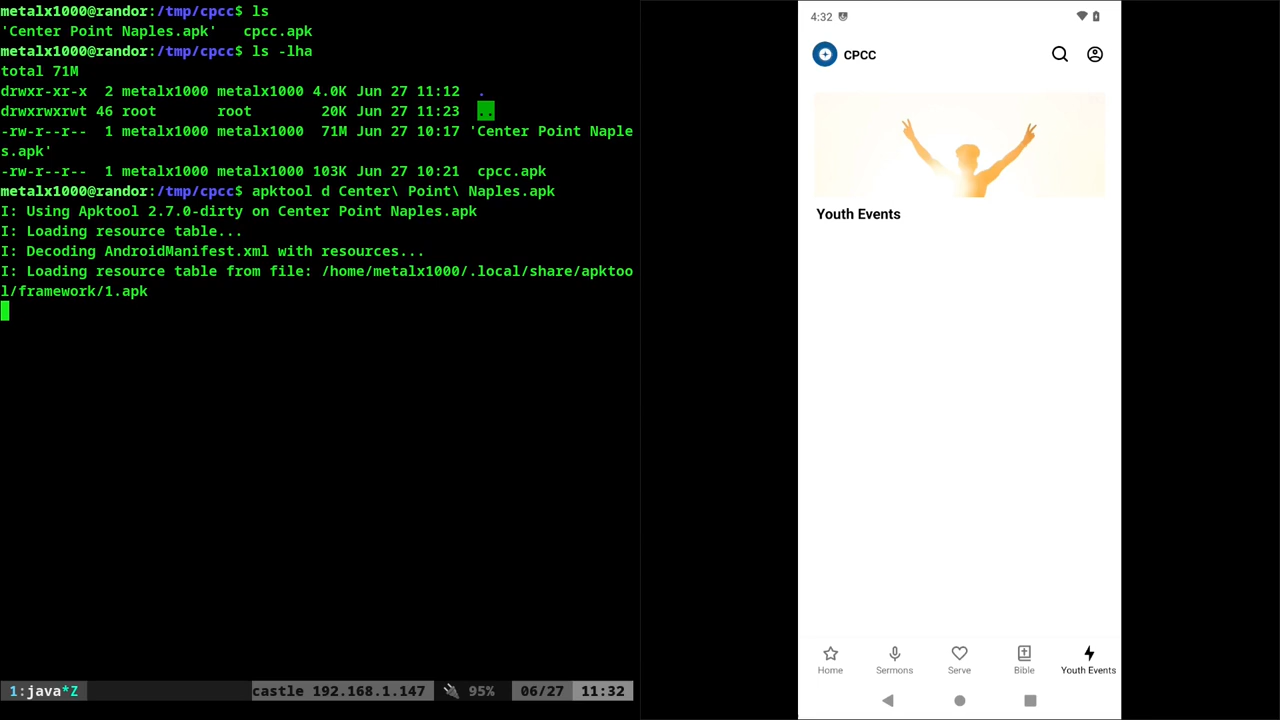 metalx1000@randor:/tmp/cpcc$ ls
'Center Point Naples.apk'   cpcc.apk
metalx1000@randor:/tmp/cpcc$ ls -lha
total 71M
drwxr-xr-x  2 metalx1000 metalx1000 4.0K Jun 27 11:12  .
drwxrwxrwt 46 root       root        20K Jun 27 11:23  ..
-rw-r--r--  1 metalx1000 metalx1000  71M Jun 27 10:17 'Center Point Naple
s.apk'
-rw-r--r--  1 metalx1000 metalx1000 103K Jun 27 10:21  cpcc.apk
metalx1000@randor:/tmp/cpcc$ apktool d Center\ Point\ Naples.apk
I: Using Apktool 2.7.0-dirty on Center Point Naples.apk
I: Loading resource table...
I: Decoding AndroidManifest.xml with resources...
I: Loading resource table from file: /home/metalx1000/.local/share/apktoo
l/framework/1.apk
1:java*Z castle 192.168.1.147 95% 06/27 11:32
4:32
CPCC
Youth Events
Home Sermons Serve Bible Youth Events